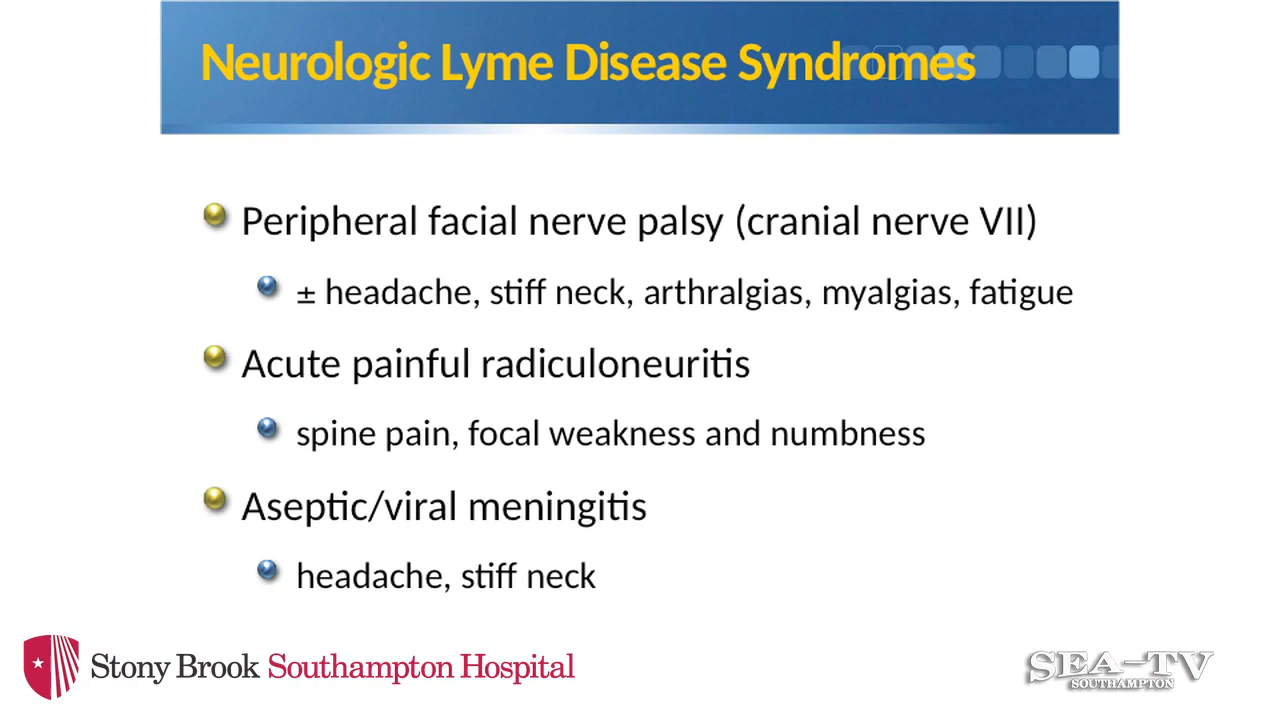 Neurologic Lyme Disease Syndromes
Peripheral facial nerve palsy (cranial nerve VII)
± headache, stiff neck, arthralgias, myalgias, fatigue
Acute painful radiculoneuritis
spine pain, focal weakness and numbness
Aseptic/viral meningitis
headache, stiff neck
Stony Brook Southampton Hospital
SEA-TV
SOUTHAMPTON